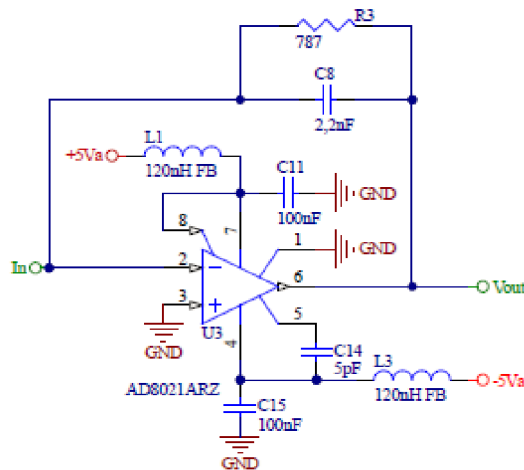 R3
787
C8
2,2nF
L1
+5Va
120nH FB
C11
100nF
GND
8
7
1
GND
In
2
6
Vout
3
U3
5
GND
4
C14
5pF
L3
-5Va
AD8021ARZ
120nH FB
C15
100nF
GND